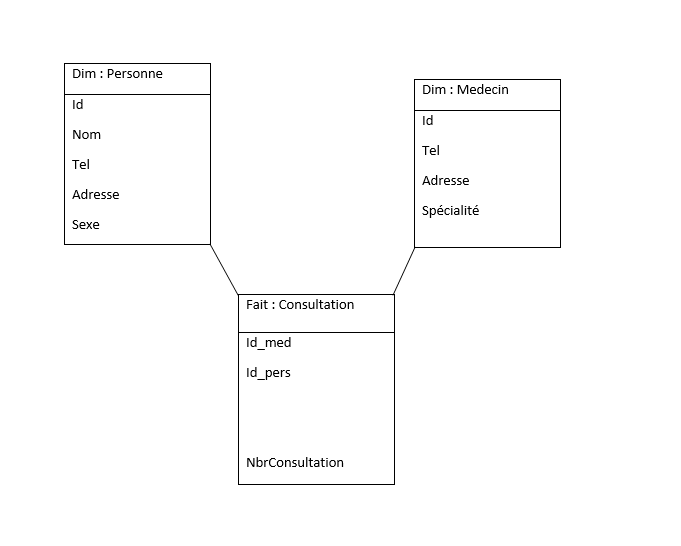 Dim : Personne
Id
Nom
Tel
Adresse
Sexe
Dim : Medecin
Id
Tel
Adresse
Spécialité
Fait : Consultation
Id_med
Id_pers
NbrConsultation